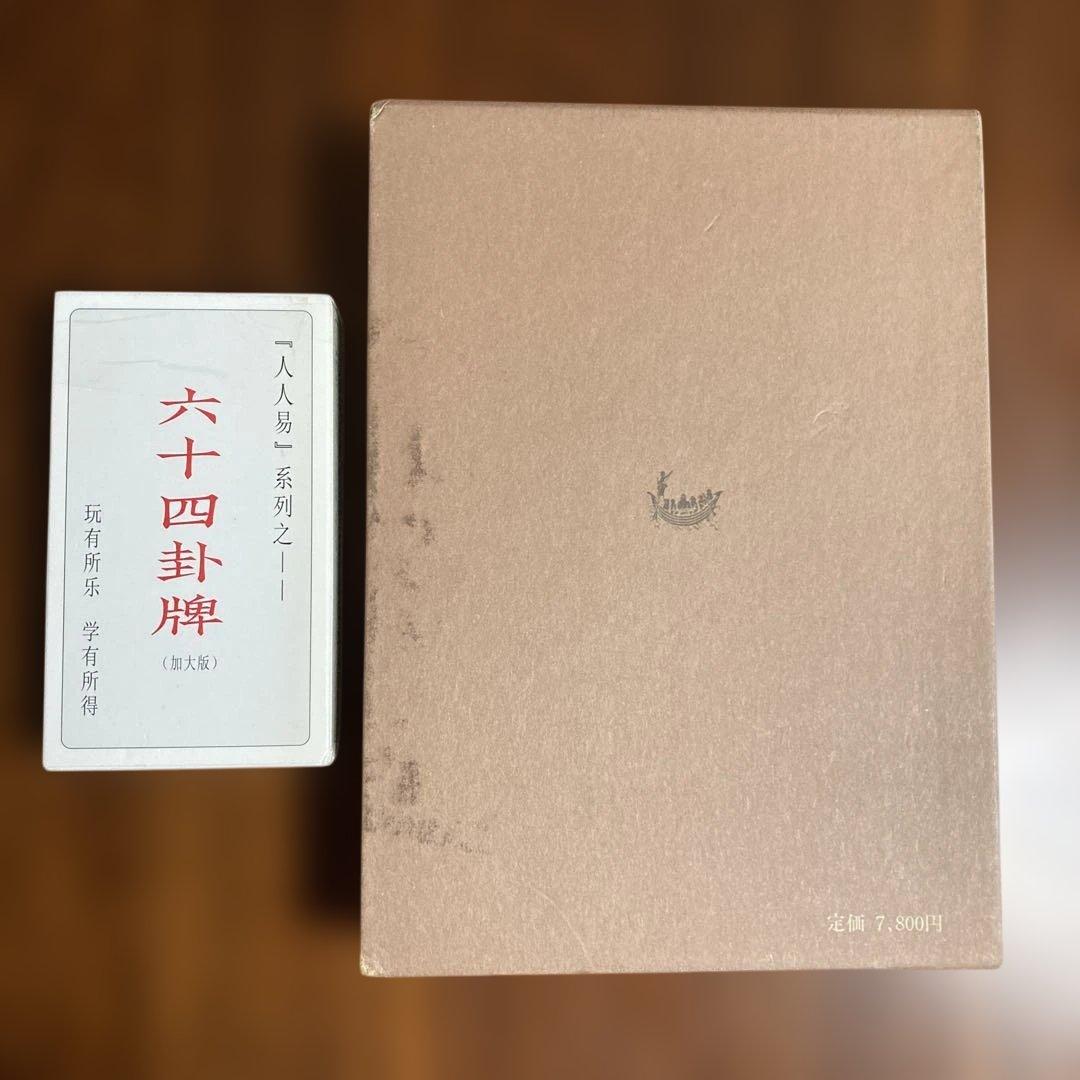 『人人易』系列之——
六十四卦牌
（加大版）
玩有所乐 学有所得
定価 7,800円